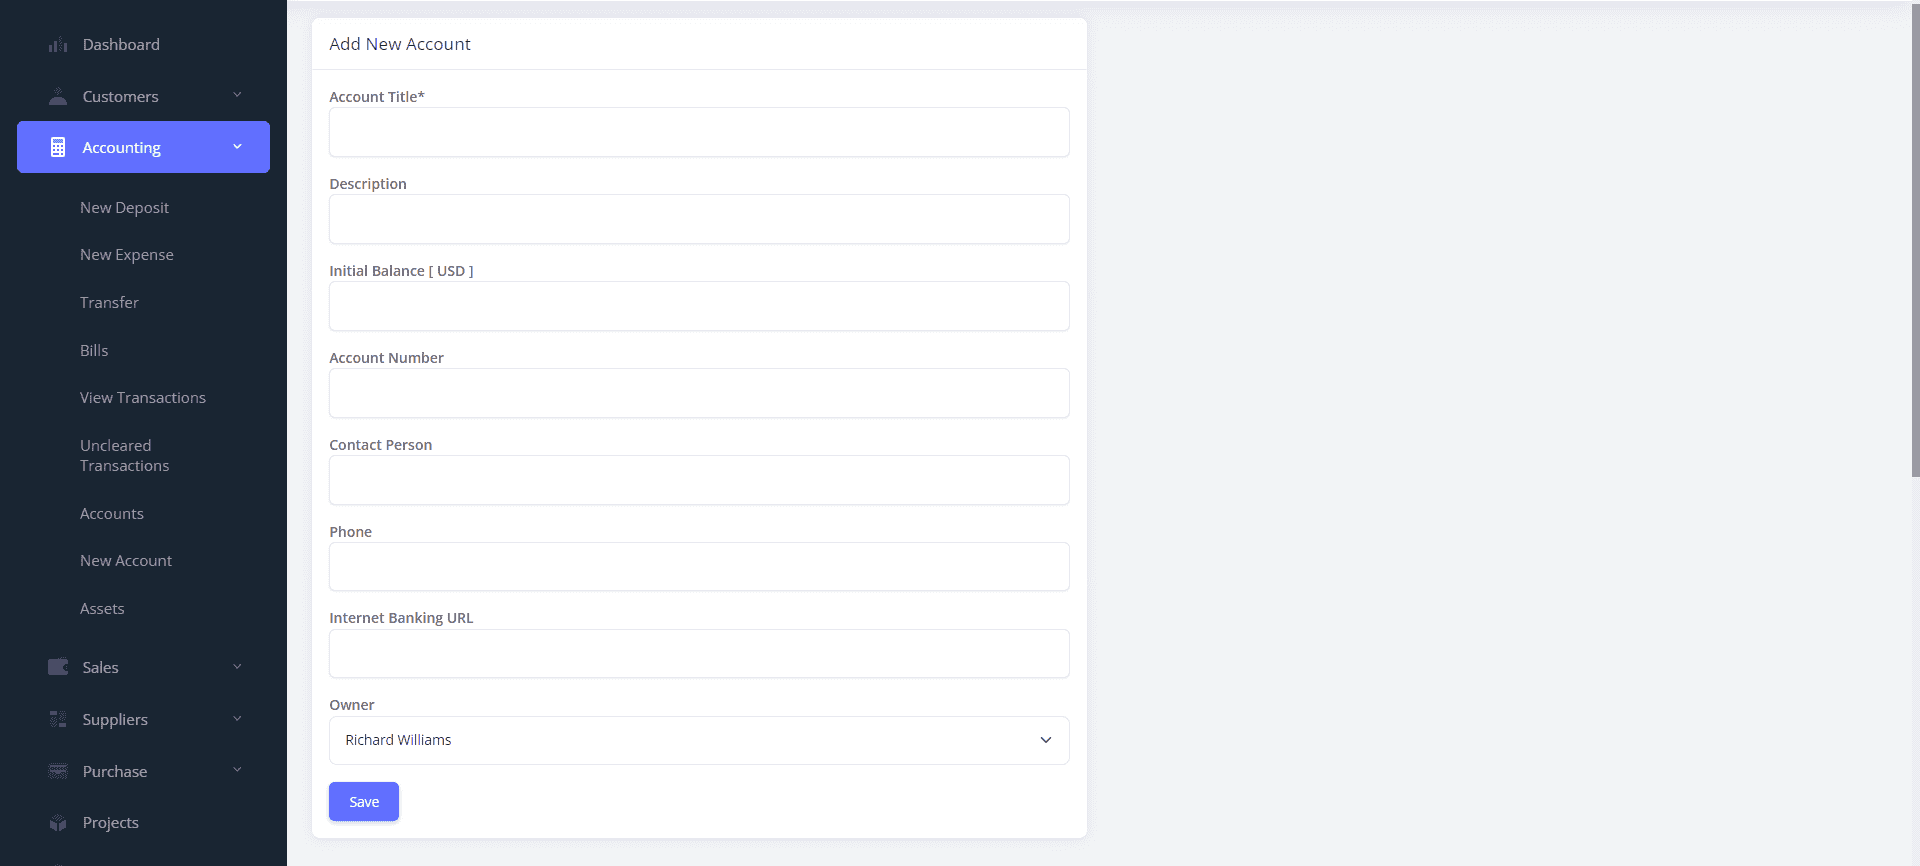 Dashboard
Customers
Accounting
New Deposit
New Expense
Transfer
Bills
View Transactions
Uncleared
Transactions
Accounts
New Account
Assets
Sales
Suppliers
Purchase
Projects
Add New Account
Account Title*
Description
Initial Balance [ USD ]
Account Number
Contact Person
Phone
Internet Banking URL
Owner
Richard Williams
Save